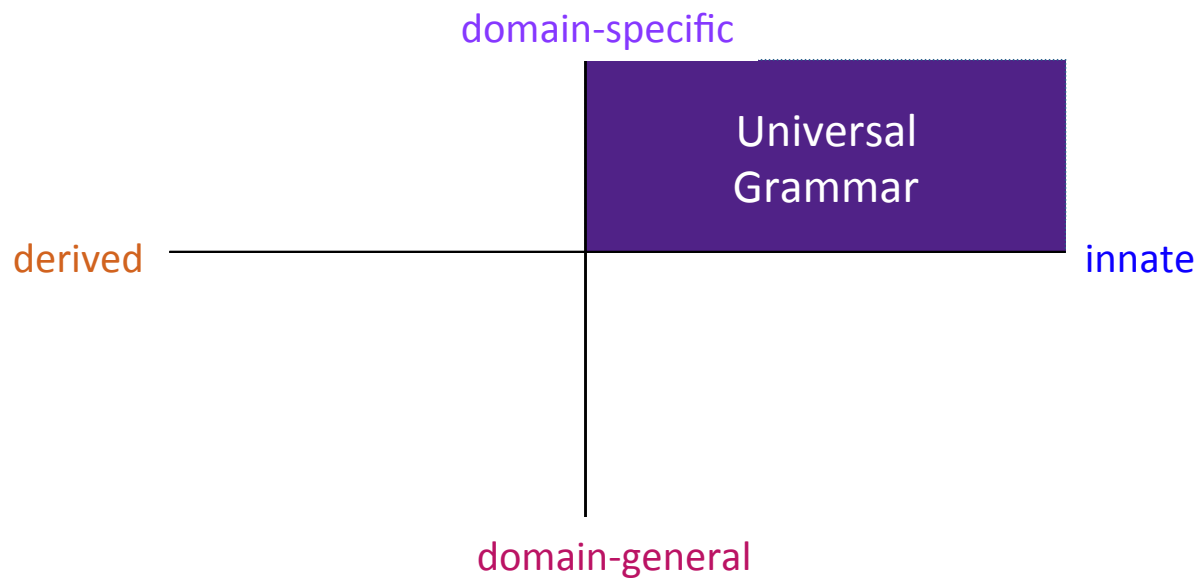 domain-specific
Universal
Grammar
derived
innate
domain-general